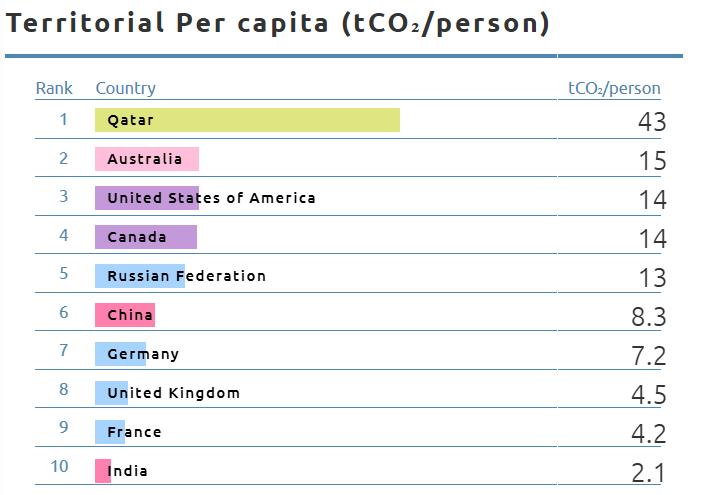 Territorial Per capita (tCO₂/person)
Rank Country tCO₂/person
1 Qatar 43
2 Australia 15
3 United States of America 14
4 Canada 14
5 Russian Federation 13
6 China 8.3
7 Germany 7.2
8 United Kingdom 4.5
9 France 4.2
10 India 2.1